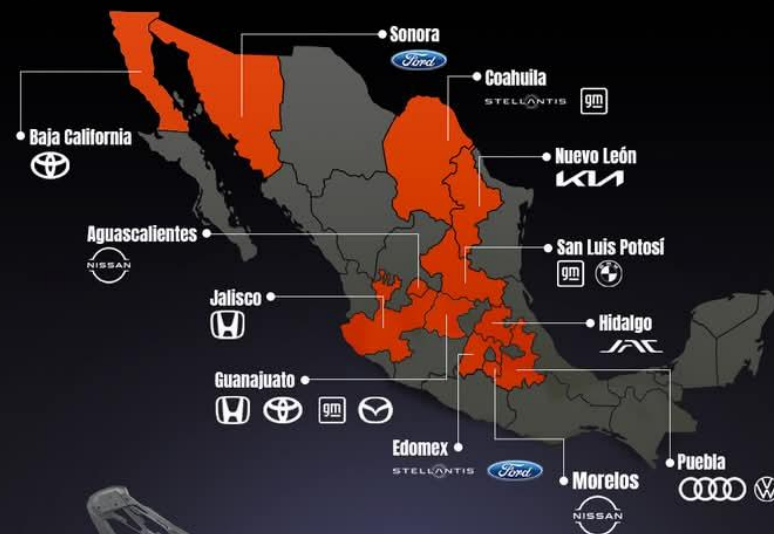 Sonora
Ford
Coahuila
STELLANTIS gm
Baja California
Nuevo León
KIA
Aguascalientes
NISSAN
San Luis Potosí
gm
Jalisco
Hidalgo
JAC
Guanajuato
gm
Edomex
STELLANTIS Ford
Morelos
NISSAN
Puebla